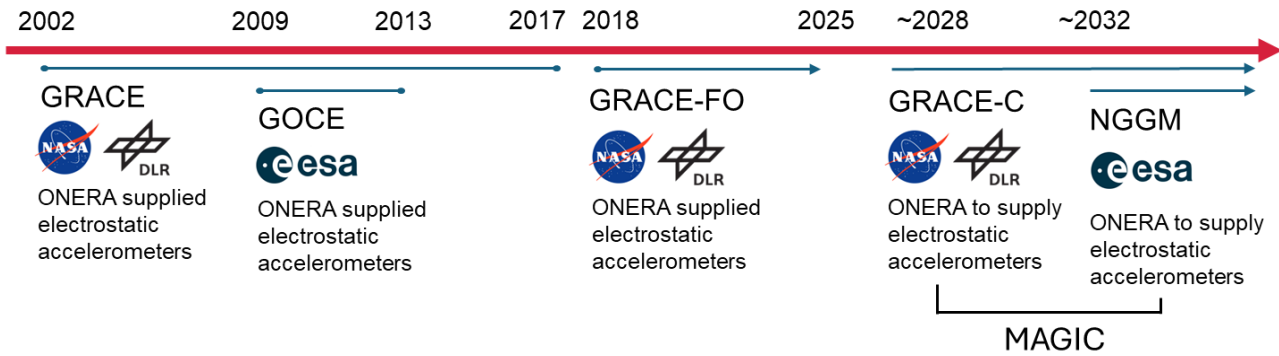 2002 2009 2013 2017 2018 2025 ~2028 ~2032
GRACE
NASA DLR
ONERA supplied
electrostatic
accelerometers
GOCE
esa
ONERA supplied
electrostatic
accelerometers
GRACE-FO
NASA DLR
ONERA supplied
electrostatic
accelerometers
GRACE-C
NASA DLR
ONERA to supply
electrostatic
accelerometers
NGGM
esa
ONERA to supply
electrostatic
accelerometers
MAGIC